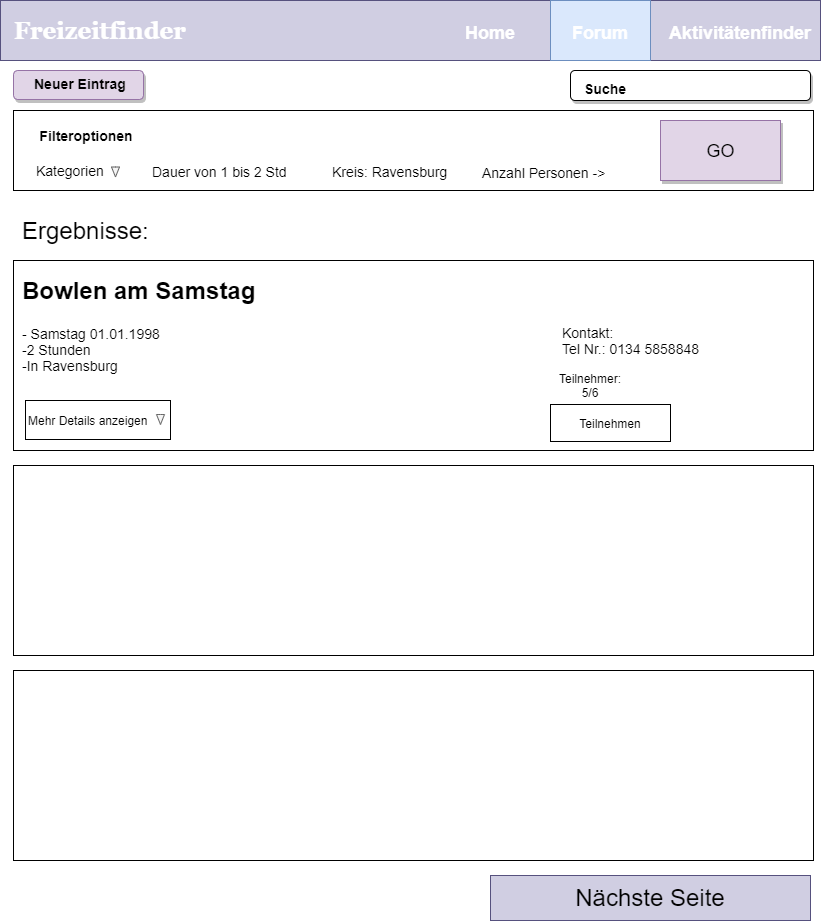 Freizeitfinder
Home
Forum
Aktivitätenfinder
Neuer Eintrag
Suche
Filteroptionen
GO
Kategorien ▽
Dauer von 1 bis 2 Std
Kreis: Ravensburg
Anzahl Personen ->
Ergebnisse:
Bowlen am Samstag
- Samstag 01.01.1998
-2 Stunden
-In Ravensburg
Kontakt:
Tel Nr.: 0134 5858848
Teilnehmer:
5/6
Mehr Details anzeigen ▽
Teilnehmen
Nächste Seite